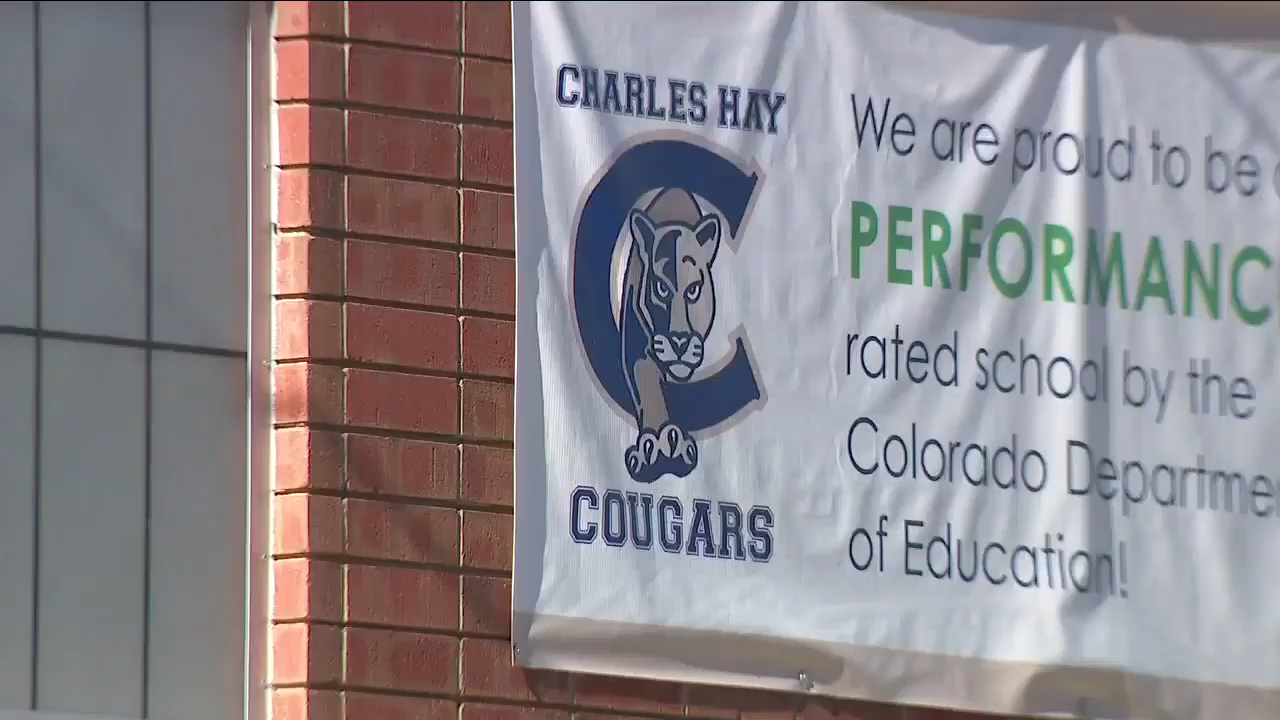 CHARLES HAY
C
COUGARS
We are proud to be
PERFORMANC
rated school by the
Colorado Departme
of Education!